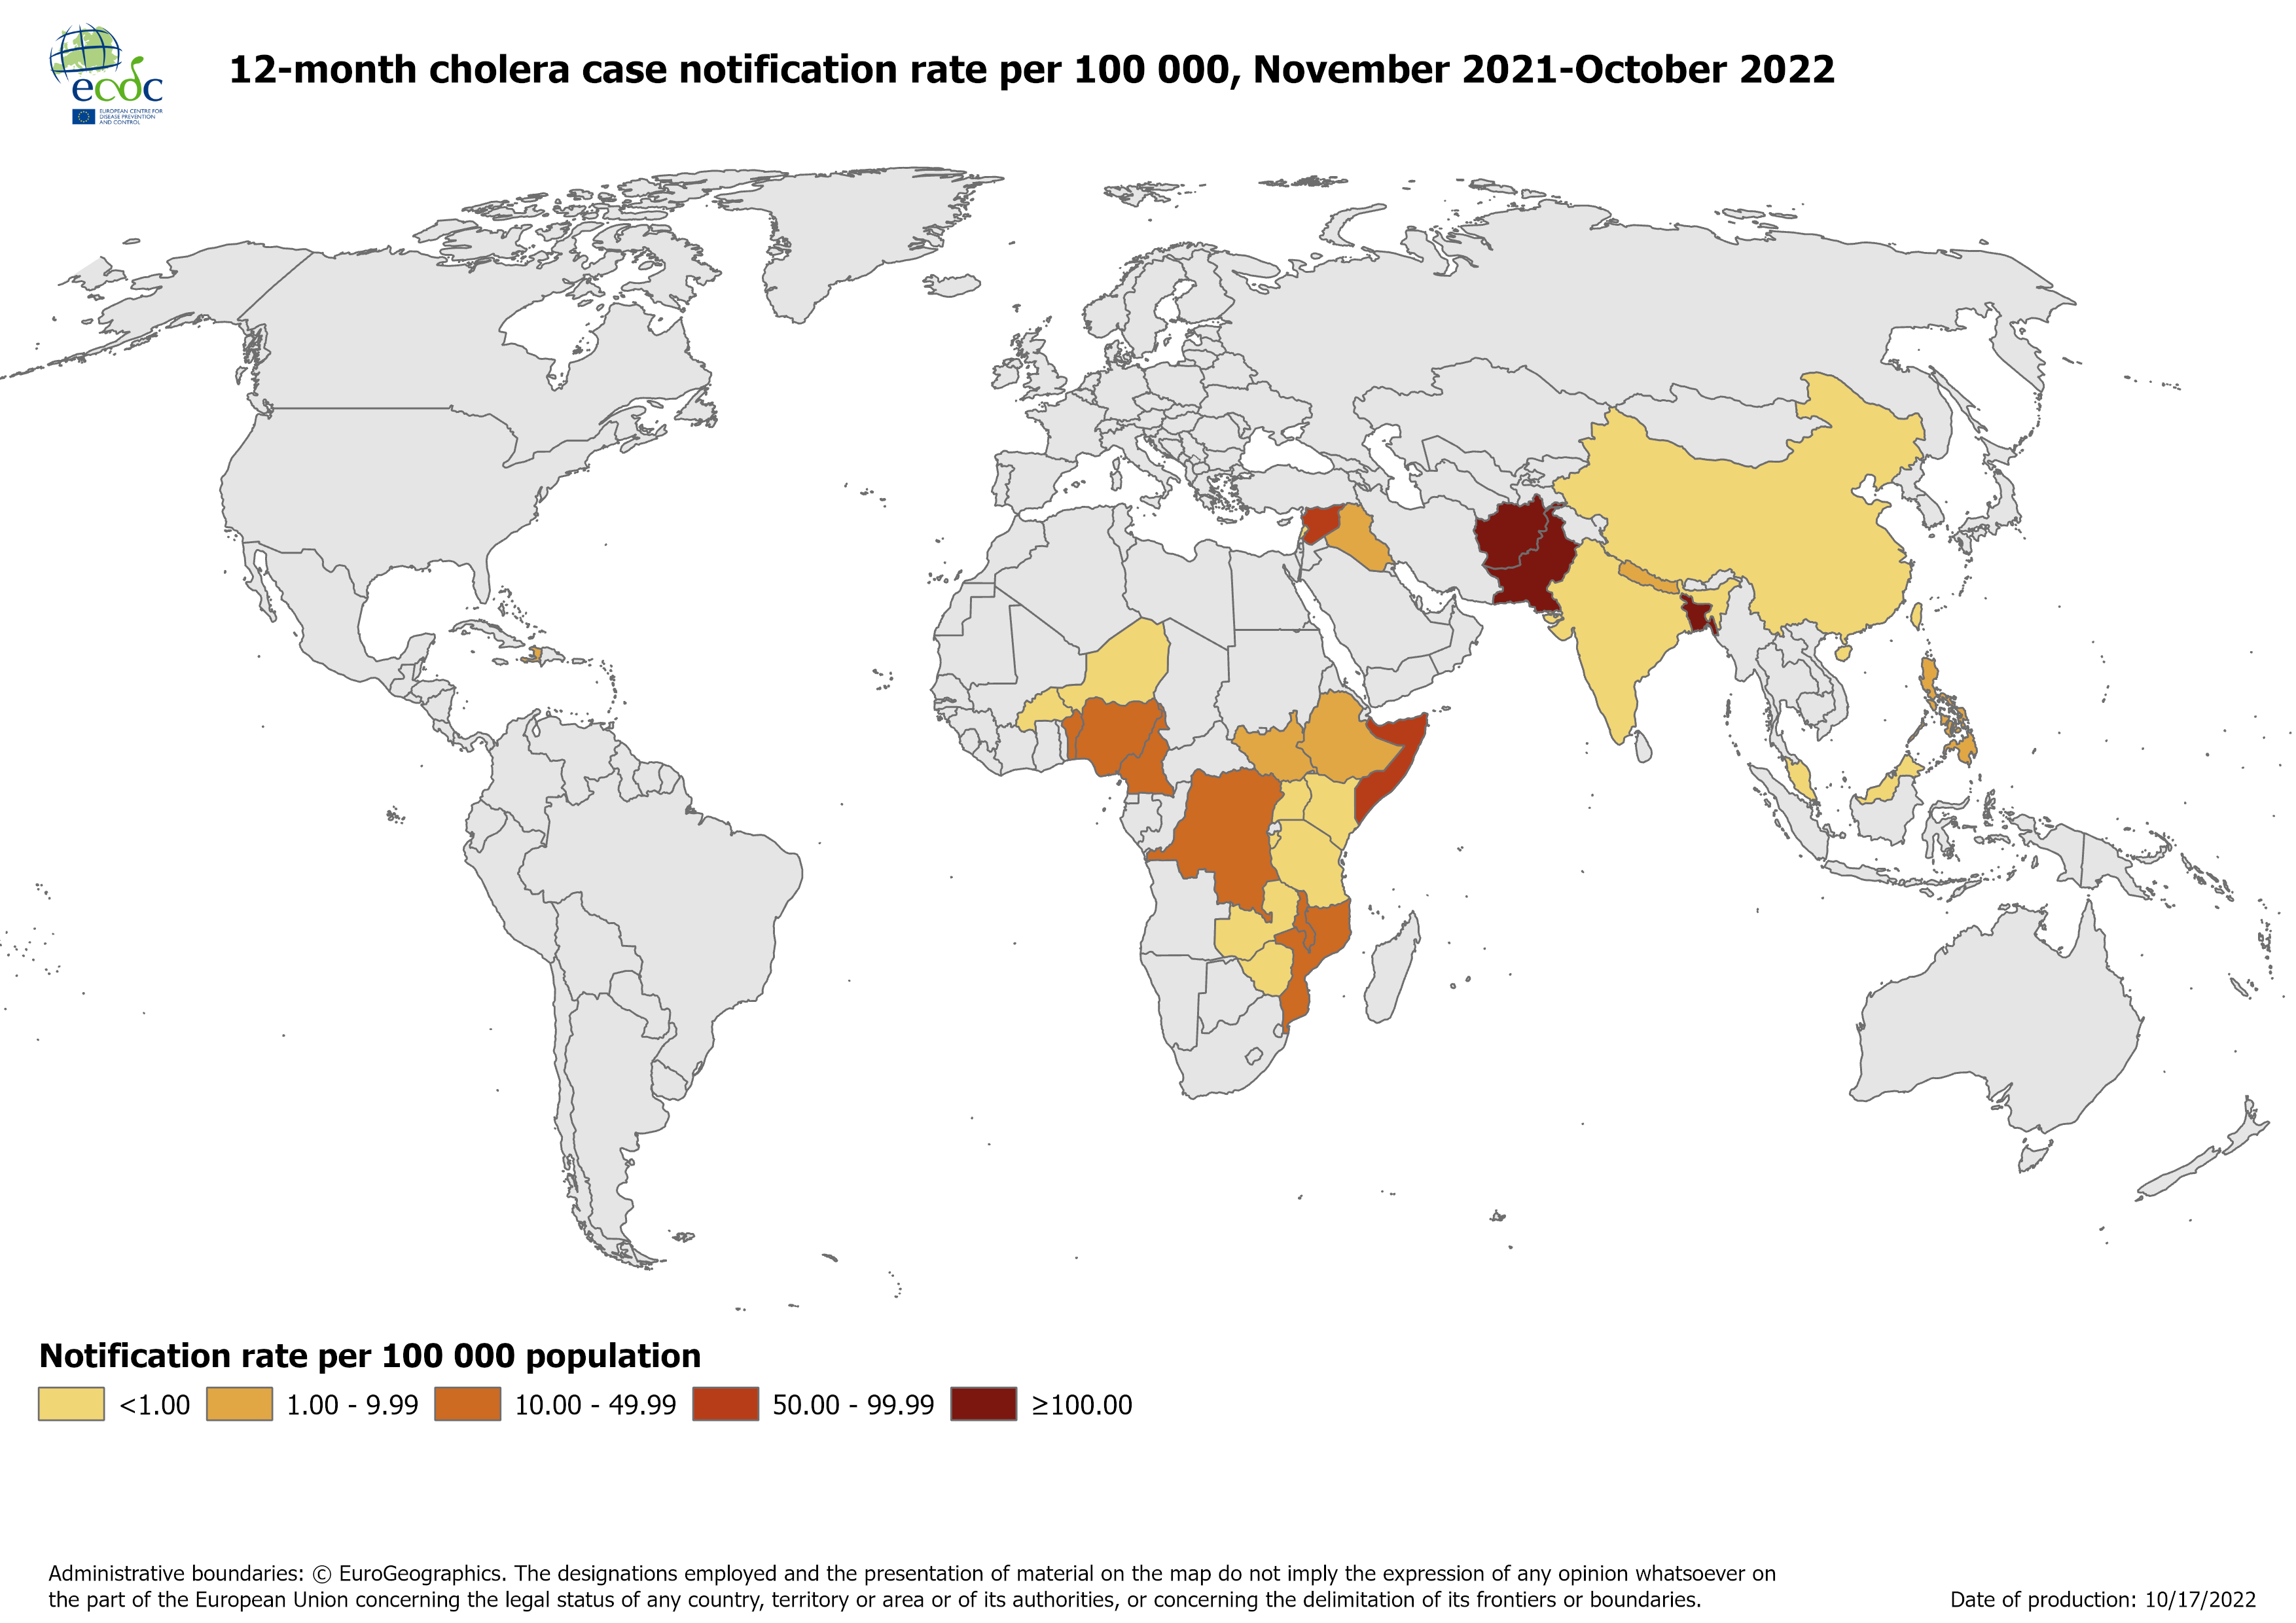 ecdc
EUROPEAN CENTRE FOR
DISEASE PREVENTION
AND CONTROL
12-month cholera case notification rate per 100 000, November 2021-October 2022
Notification rate per 100 000 population
<1.00
1.00 - 9.99
10.00 - 49.99
50.00 - 99.99
≥100.00
Administrative boundaries: © EuroGeographics. The designations employed and the presentation of material on the map do not imply the expression of any opinion whatsoever on
the part of the European Union concerning the legal status of any country, territory or area or of its authorities, or concerning the delimitation of its frontiers or boundaries.
Date of production: 10/17/2022